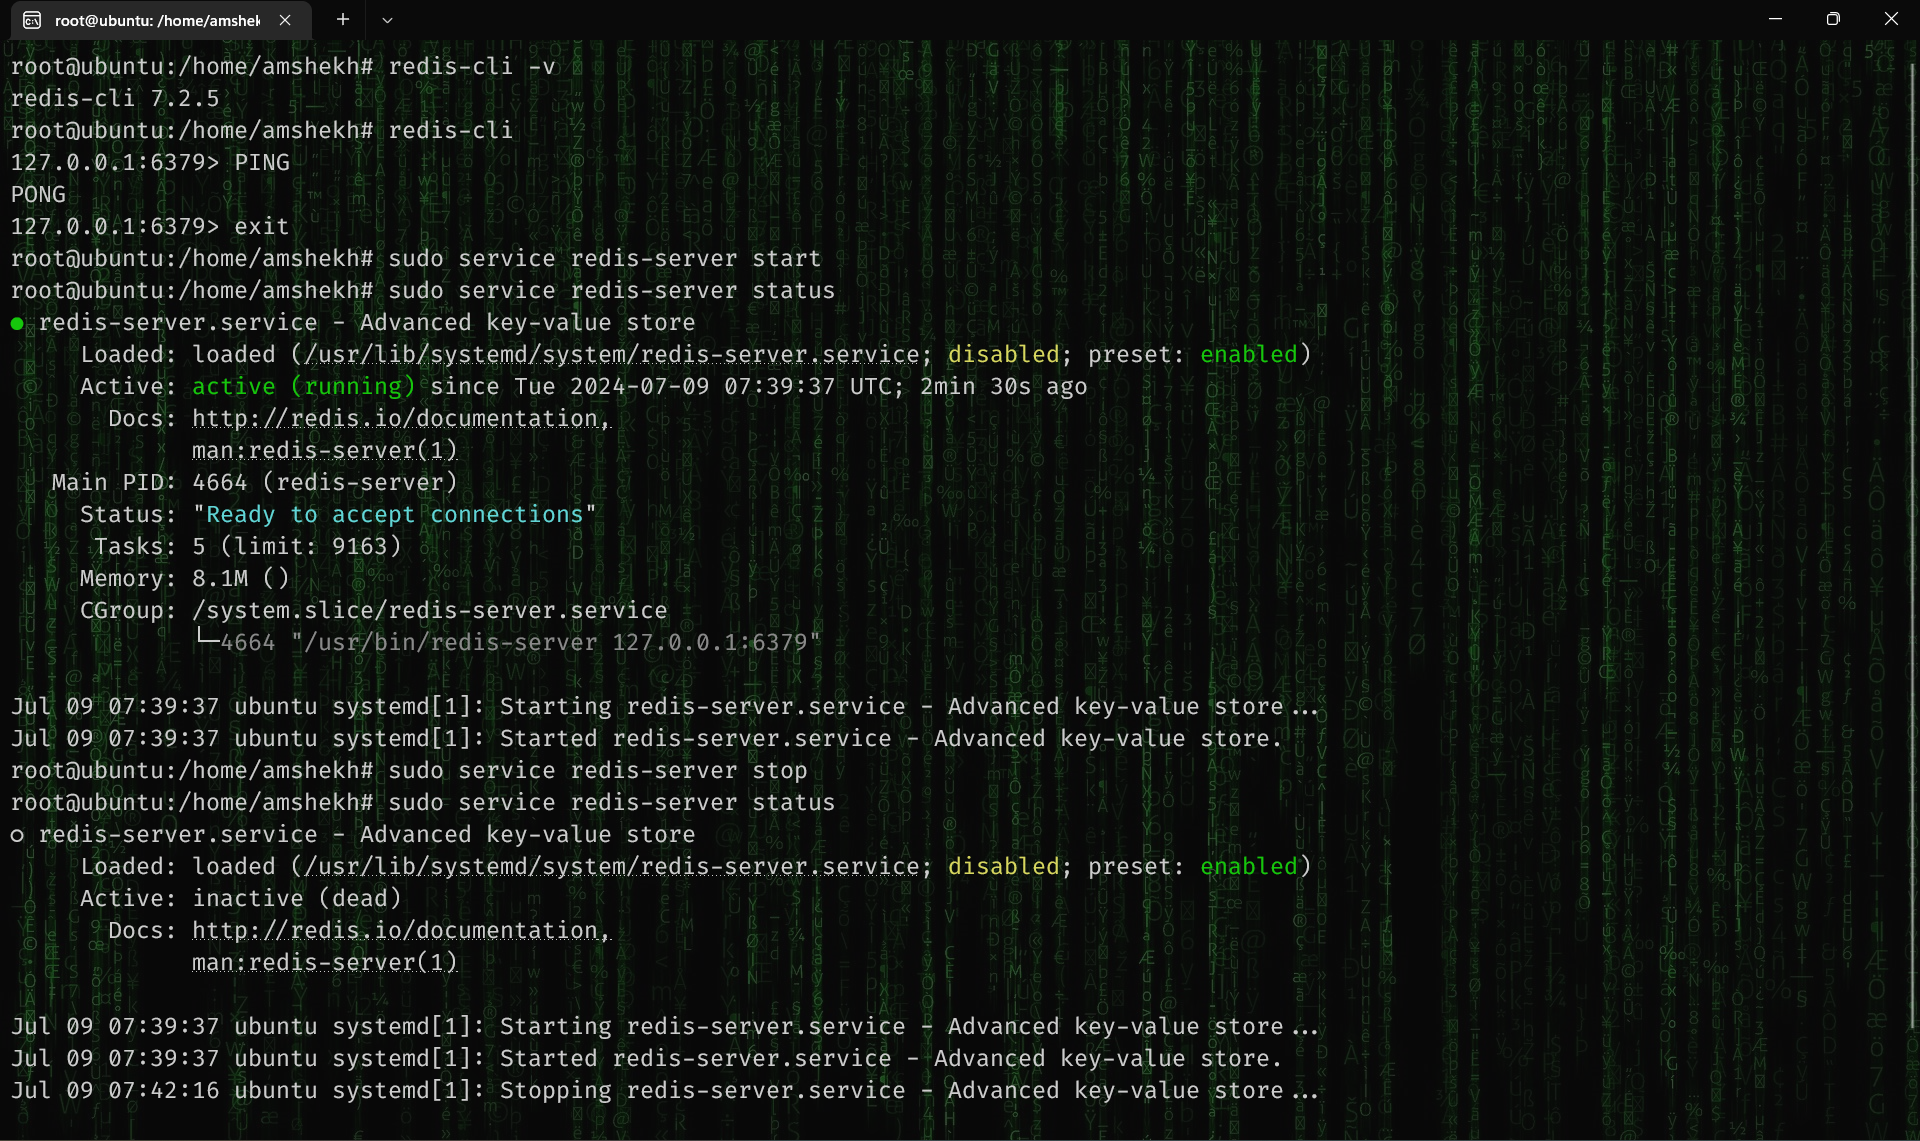 root@ubuntu: /home/amshek
root@ubuntu:/home/amshekh# redis-cli -v
redis-cli 7.2.5
root@ubuntu:/home/amshekh# redis-cli
127.0.0.1:6379> PING
PONG
127.0.0.1:6379> exit
root@ubuntu:/home/amshekh# sudo service redis-server start
root@ubuntu:/home/amshekh# sudo service redis-server status
● redis-server.service - Advanced key-value store
Loaded: loaded (/usr/lib/systemd/system/redis-server.service; disabled; preset: enabled)
Active: active (running) since Tue 2024-07-09 07:39:37 UTC; 2min 30s ago
Docs: http://redis.io/documentation,
man:redis-server(1)
Main PID: 4664 (redis-server)
Status: "Ready to accept connections"
Tasks: 5 (limit: 9163)
Memory: 8.1M ()
CGroup: /system.slice/redis-server.service
└─4664 "/usr/bin/redis-server 127.0.0.1:6379"
Jul 09 07:39:37 ubuntu systemd[1]: Starting redis-server.service - Advanced key-value store...
Jul 09 07:39:37 ubuntu systemd[1]: Started redis-server.service - Advanced key-value store.
root@ubuntu:/home/amshekh# sudo service redis-server stop
root@ubuntu:/home/amshekh# sudo service redis-server status
○ redis-server.service - Advanced key-value store
Loaded: loaded (/usr/lib/systemd/system/redis-server.service; disabled; preset: enabled)
Active: inactive (dead)
Docs: http://redis.io/documentation,
man:redis-server(1)
Jul 09 07:39:37 ubuntu systemd[1]: Starting redis-server.service - Advanced key-value store...
Jul 09 07:39:37 ubuntu systemd[1]: Started redis-server.service - Advanced key-value store.
Jul 09 07:42:16 ubuntu systemd[1]: Stopping redis-server.service - Advanced key-value store...